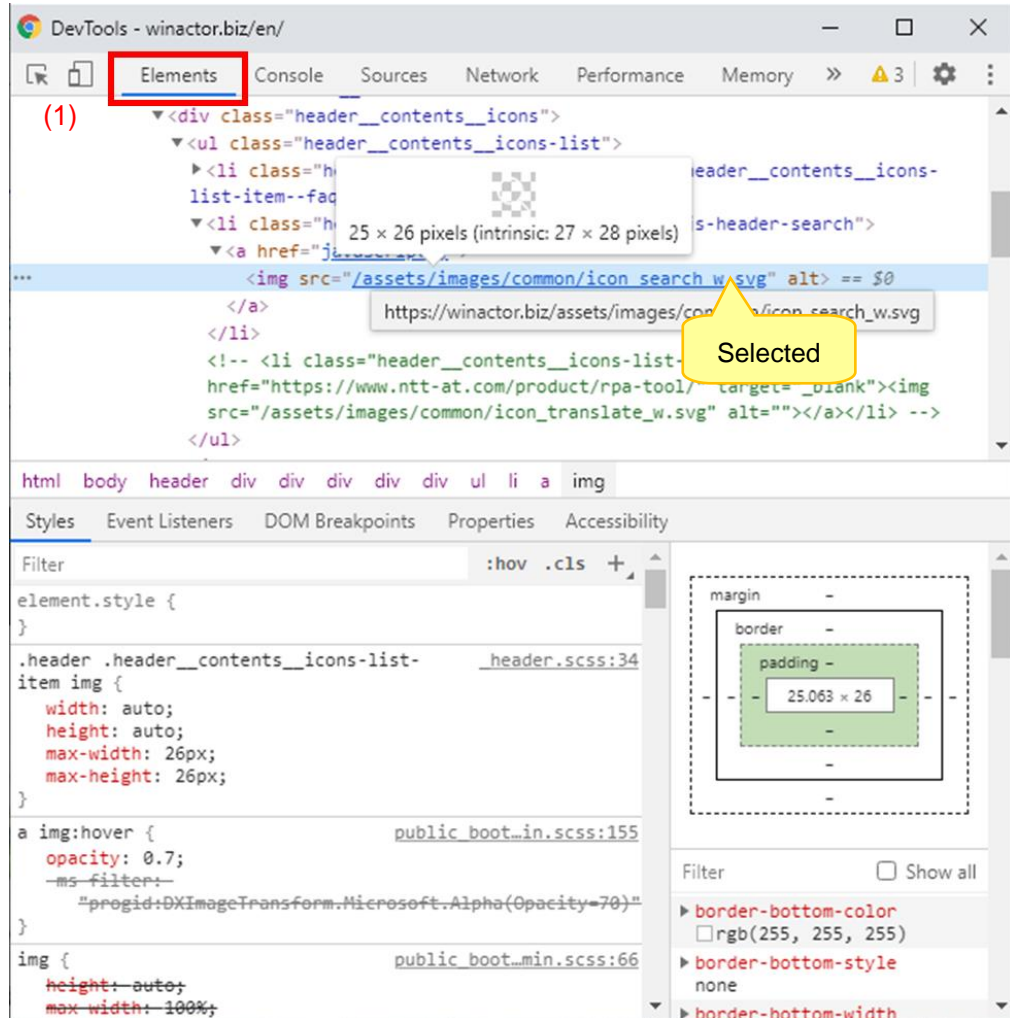 DevTools - winactor.biz/en/
Elements Console Sources Network Performance Memory » 3
(1)
▼<div class="header__contents__icons">
▼<ul class="header__contents__icons-list">
▶<li class="h eader__contents__icons-
list-item--faq
▼<li class="h s-header-search">
25 × 26 pixels (intrinsic: 27 × 28 pixels)
▼<a href="
<img src="/assets/images/common/icon_search_w.svg" alt> == $0
</a>
https://winactor.biz/assets/images/ /icon_search_w.svg
</li>
Selected
<!-- <li class="header__contents__icons-list-
href="https://www.ntt-at.com/product/rpa-tool/" target="_blank"><img
src="/assets/images/common/icon_translate_w.svg" alt=""></a></li> -->
</ul>
html body header div div div div div ul li a img
Styles Event Listeners DOM Breakpoints Properties Accessibility
Filter :hov .cls +
element.style {
}
.header .header__contents__icons-list- _header.scss:34
item img {
width: auto;
height: auto;
max-width: 26px;
max-height: 26px;
}
a img:hover { public_boot…in.scss:155
opacity: 0.7;
-ms-filter:
"progid:DXImageTransform.Microsoft.Alpha(Opacity=70)"
}
img { public_boot…min.scss:66
height: auto;
max-width: 100%;
margin -
border -
padding -
- - - 25.063 × 26 - - -
-
-
-
Filter Show all
▶border-bottom-color
rgb(255, 255, 255)
▶border-bottom-style
none
▶border-bottom-width